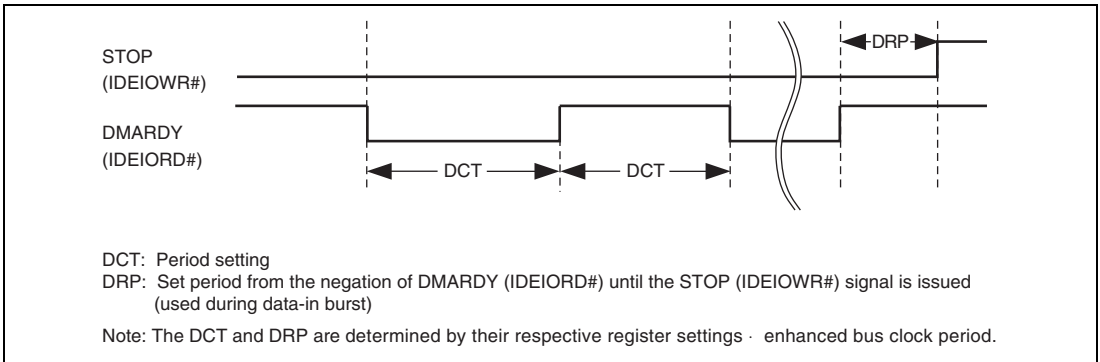 STOP
(IDEIOWR#)
DRP
DMARDY
(IDEIORD#)
DCT
DCT
DCT: Period setting
DRP: Set period from the negation of DMARDY (IDEIORD#) until the STOP (IDEIOWR#) signal is issued
(used during data-in burst)
Note: The DCT and DRP are determined by their respective register settings · enhanced bus clock period.